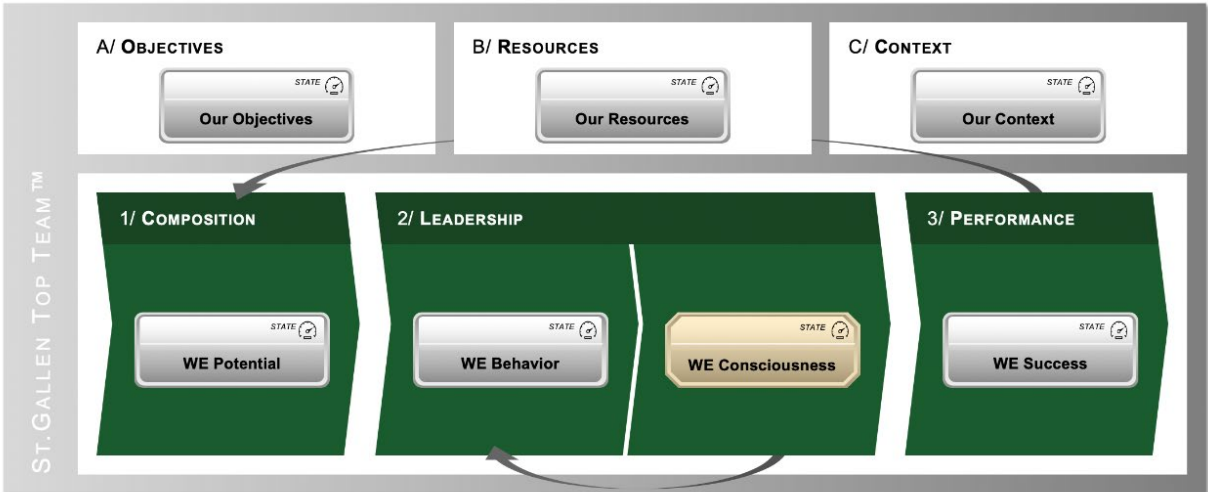 A/ OBJECTIVES
STATE
Our Objectives
B/ RESOURCES
STATE
Our Resources
C/ CONTEXT
STATE
Our Context
ST.GALLEN TOP TEAM™
1/ COMPOSITION
STATE
WE Potential
2/ LEADERSHIP
STATE
WE Behavior
STATE
WE Consciousness
3/ PERFORMANCE
STATE
WE Success